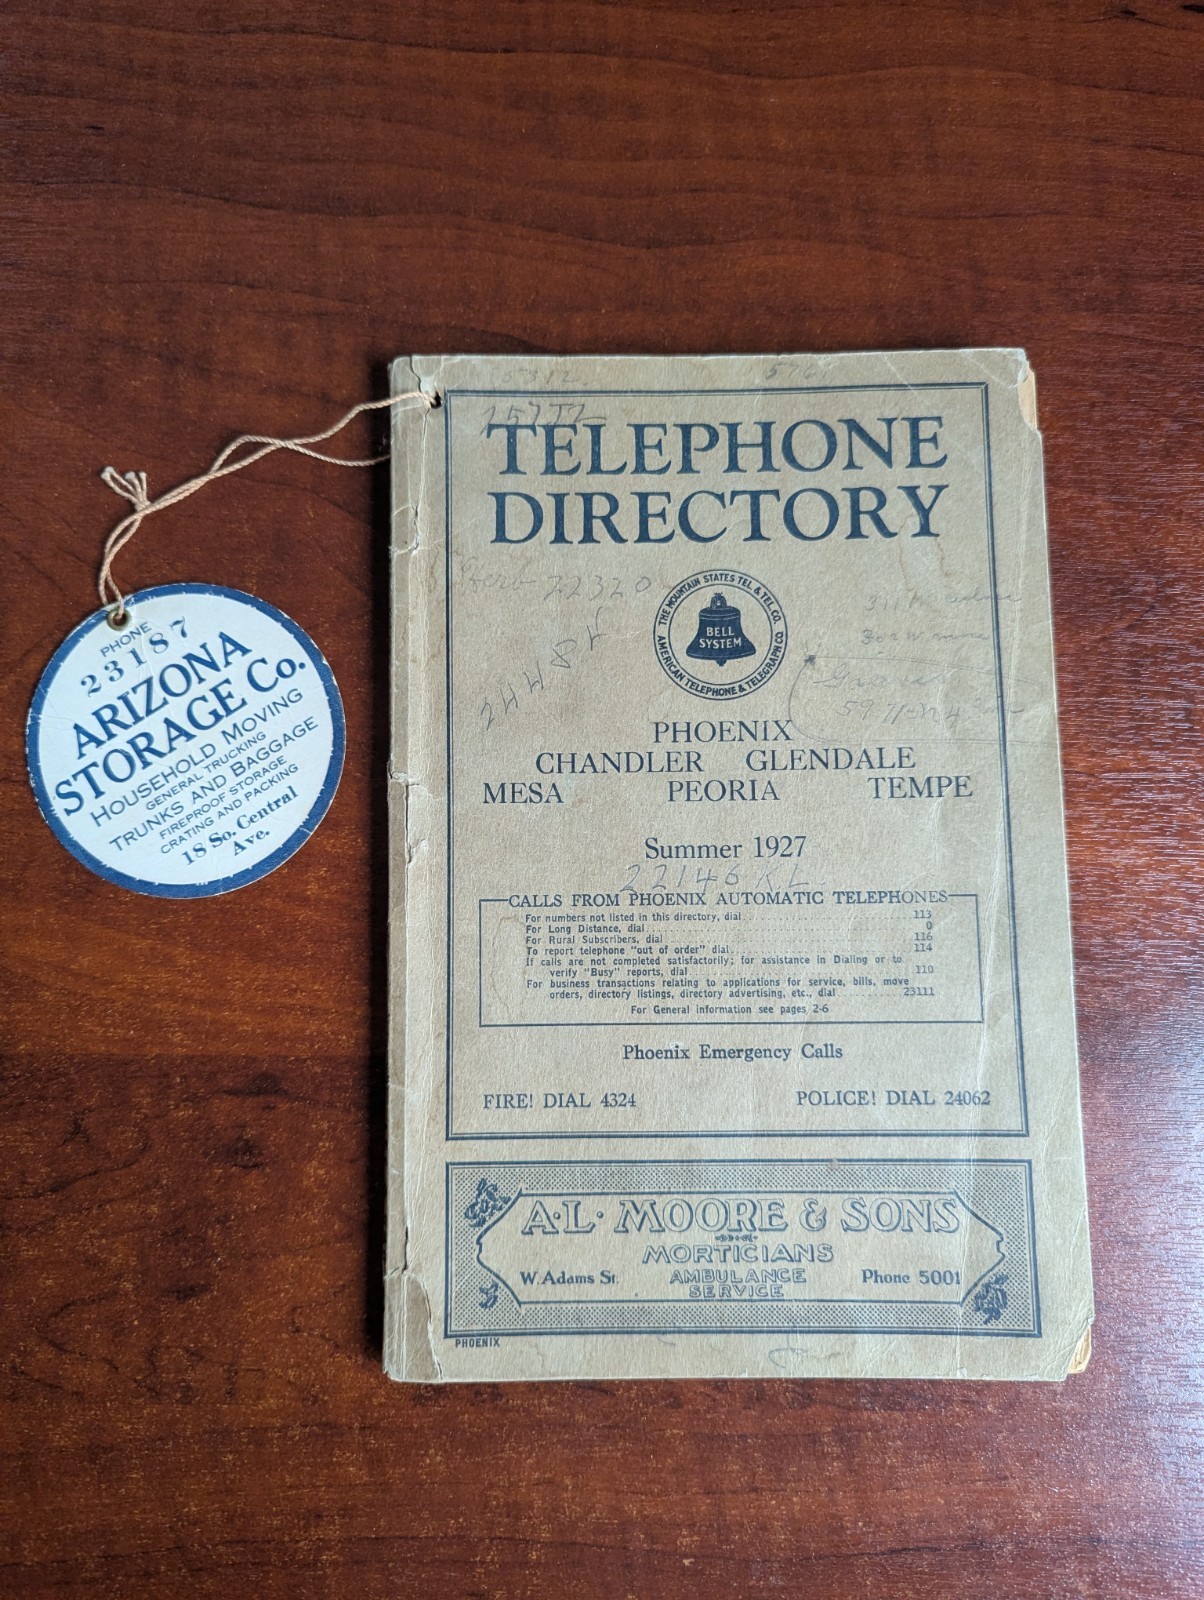 PHONE
23187
ARIZONA
STORAGE Co.
HOUSEHOLD MOVING
GENERAL TRUCKING
TRUNKS AND BAGGAGE
FIREPROOF STORAGE
CRATING AND PACKING
18 So. Central
Ave.
5312
576
TELEPHONE
DIRECTORY
22320
THE MOUNTAIN STATES TEL. & TEL. CO.
BELL
SYSTEM
AMERICAN TELEPHONE & TELEGRAPH CO.
PHOENIX
CHANDLER GLENDALE
MESA PEORIA TEMPE
Summer 1927
22146 KL
CALLS FROM PHOENIX AUTOMATIC TELEPHONES
For numbers not listed in this directory, dial 113
For Long Distance, dial 0
For Rural Subscribers, dial 116
To report telephone "out of order" dial 114
If calls are not completed satisfactorily; for assistance in Dialing or to
verify "Busy" reports, dial 110
For business transactions relating to applications for service, bills, move
orders, directory listings, directory advertising, etc., dial 23111
For General information see pages 2-6
Phoenix Emergency Calls
FIRE! DIAL 4324 POLICE! DIAL 24062
A·L· MOORE & SONS
MORTICIANS
W. Adams St. AMBULANCE Phone 5001
SERVICE
PHOENIX